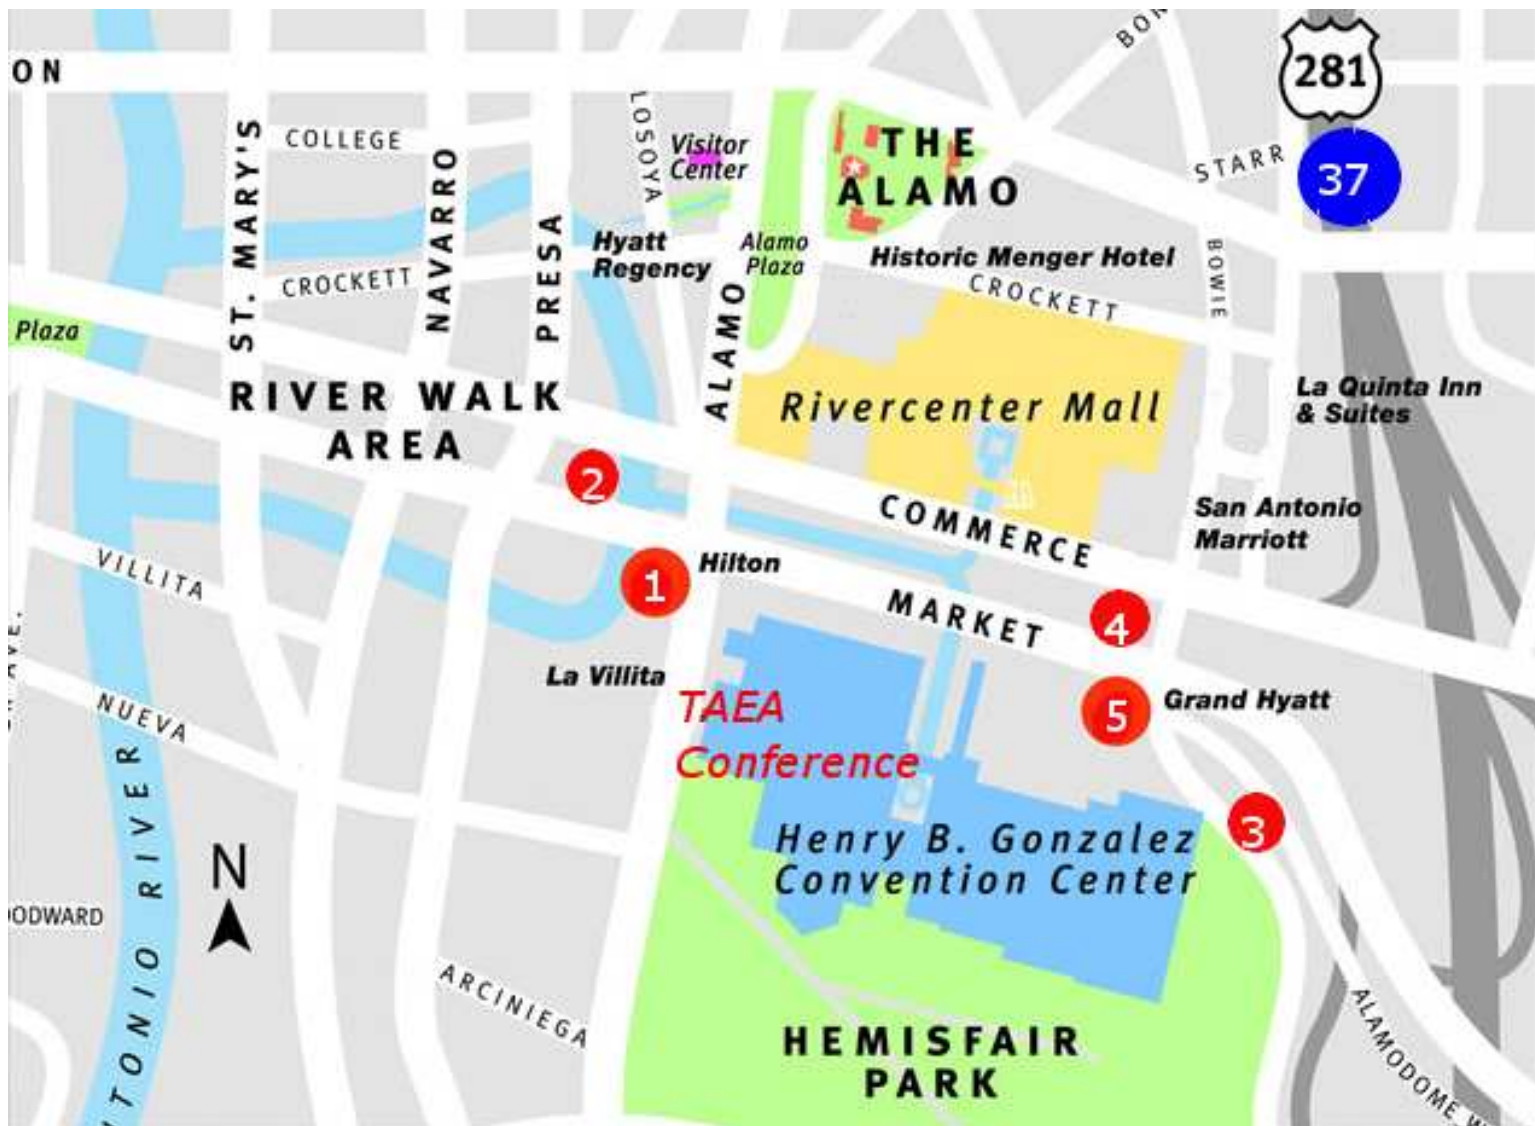 BON
281
ON
THE
ALAMO
COLLEGE
ST. MARY'S
NAVARRO
PRESA
LOSOYA
Visitor
Center
STARR
37
Hyatt
Regency
Alamo
Plaza
Historic Menger Hotel
CROCKETT
CROCKETT
BOWIE
Plaza
ALAMO
RIVER WALK
AREA
Rivercenter Mall
La Quinta Inn
& Suites
2
COMMERCE
San Antonio
Marriott
VILLITA
1
Hilton
MARKET
4
AVE.
La Villita
TAEA
Conference
5
Grand Hyatt
NUEVA
3
Henry B. Gonzalez
Convention Center
N
ODWARD
TONIO RIVER
ARCINIEGA
HEMISFAIR
PARK
ALAMODOME W